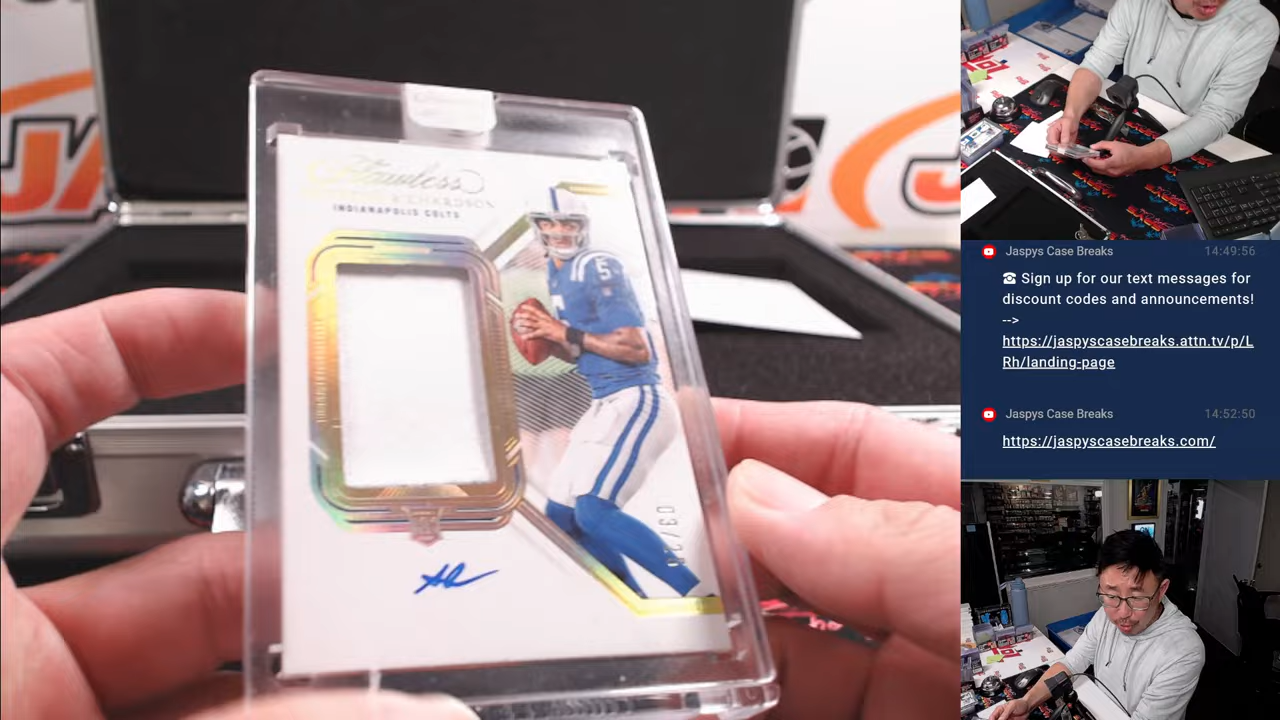 Flawless
RICHARDSON
INDIANAPOLIS COLTS
5
Jaspys Case Breaks 14:49:56
☎ Sign up for our text messages for
discount codes and announcements!
-->
https://jaspyscasebreaks.attn.tv/p/L
Rh/landing-page
Jaspys Case Breaks 14:52:50
https://jaspyscasebreaks.com/